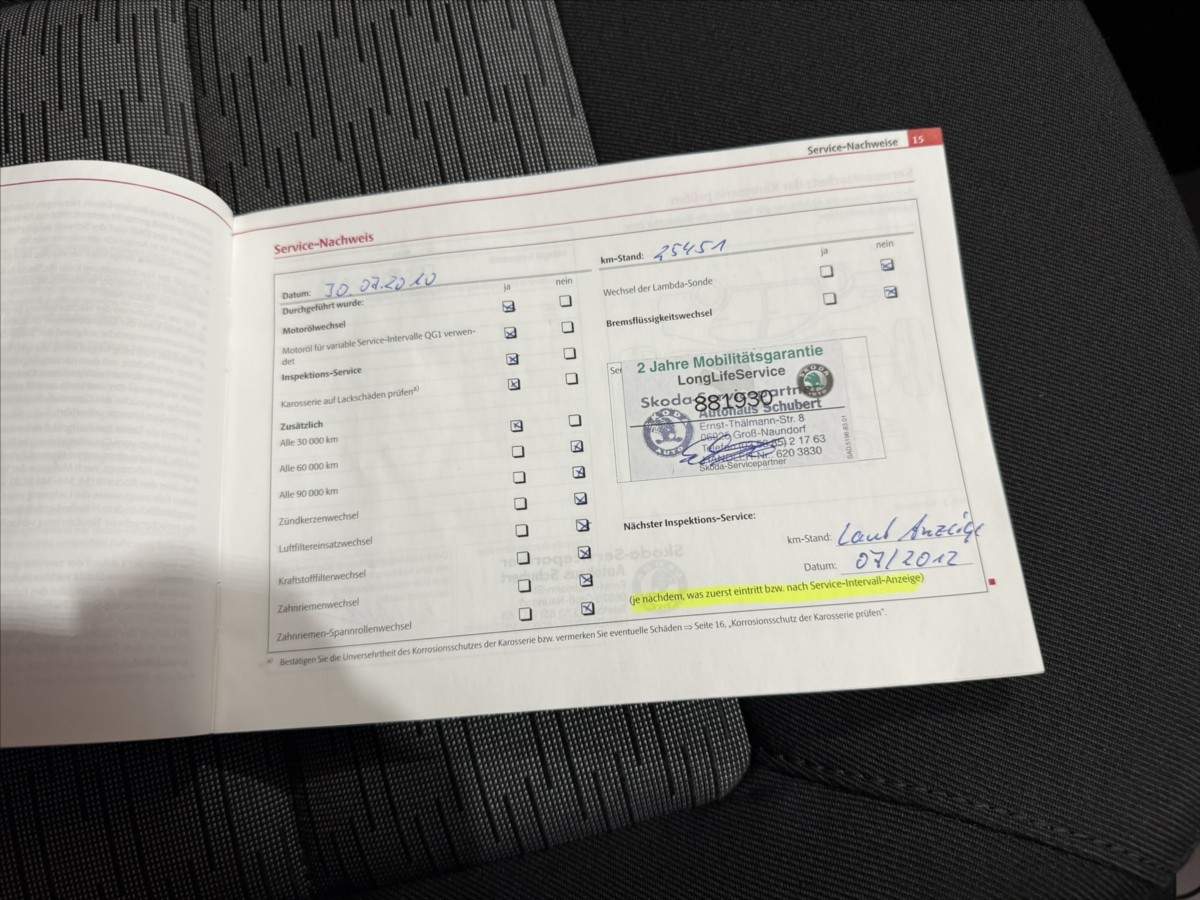 Service-Nachweise 15
Service-Nachweis
Datum: 30.07.2010
ja nein
Durchgeführt wurde:
Motorölwechsel
Motoröl für variable Service-Intervalle QG1 verwen-
det
Inspektions-Service
Karosserie auf Lackschäden prüfen a)
Zusätzlich
Alle 30 000 km
Alle 60 000 km
Alle 90 000 km
Zündkerzenwechsel
Luftfiltereinsatzwechsel
Kraftstofffilterwechsel
Zahnriemenwechsel
Zahnriemen-Spannrollenwechsel
km-Stand: 25451
ja nein
Wechsel der Lambda-Sonde
Bremsflüssigkeitswechsel
2 Jahre Mobilitätsgarantie
LongLifeService
Skoda-Servicepartner
881930
Autohaus Schubert
Ernst-Thälmann-Str. 8
Groß-Naundorf
2 17 63
620 3830
Skoda-Servicepartner
Nächster Inspektions-Service:
km-Stand: Laut Anzeige
Datum: 07/2012
(je nachdem, was zuerst eintritt bzw. nach Service-Intervall-Anzeige)
a) Bestätigen Sie die Unversehrtheit des Korrosionsschutzes der Karosserie bzw. vermerken Sie eventuelle Schäden ⇒ Seite 16, „Korrosionsschutz der Karosserie prüfen".